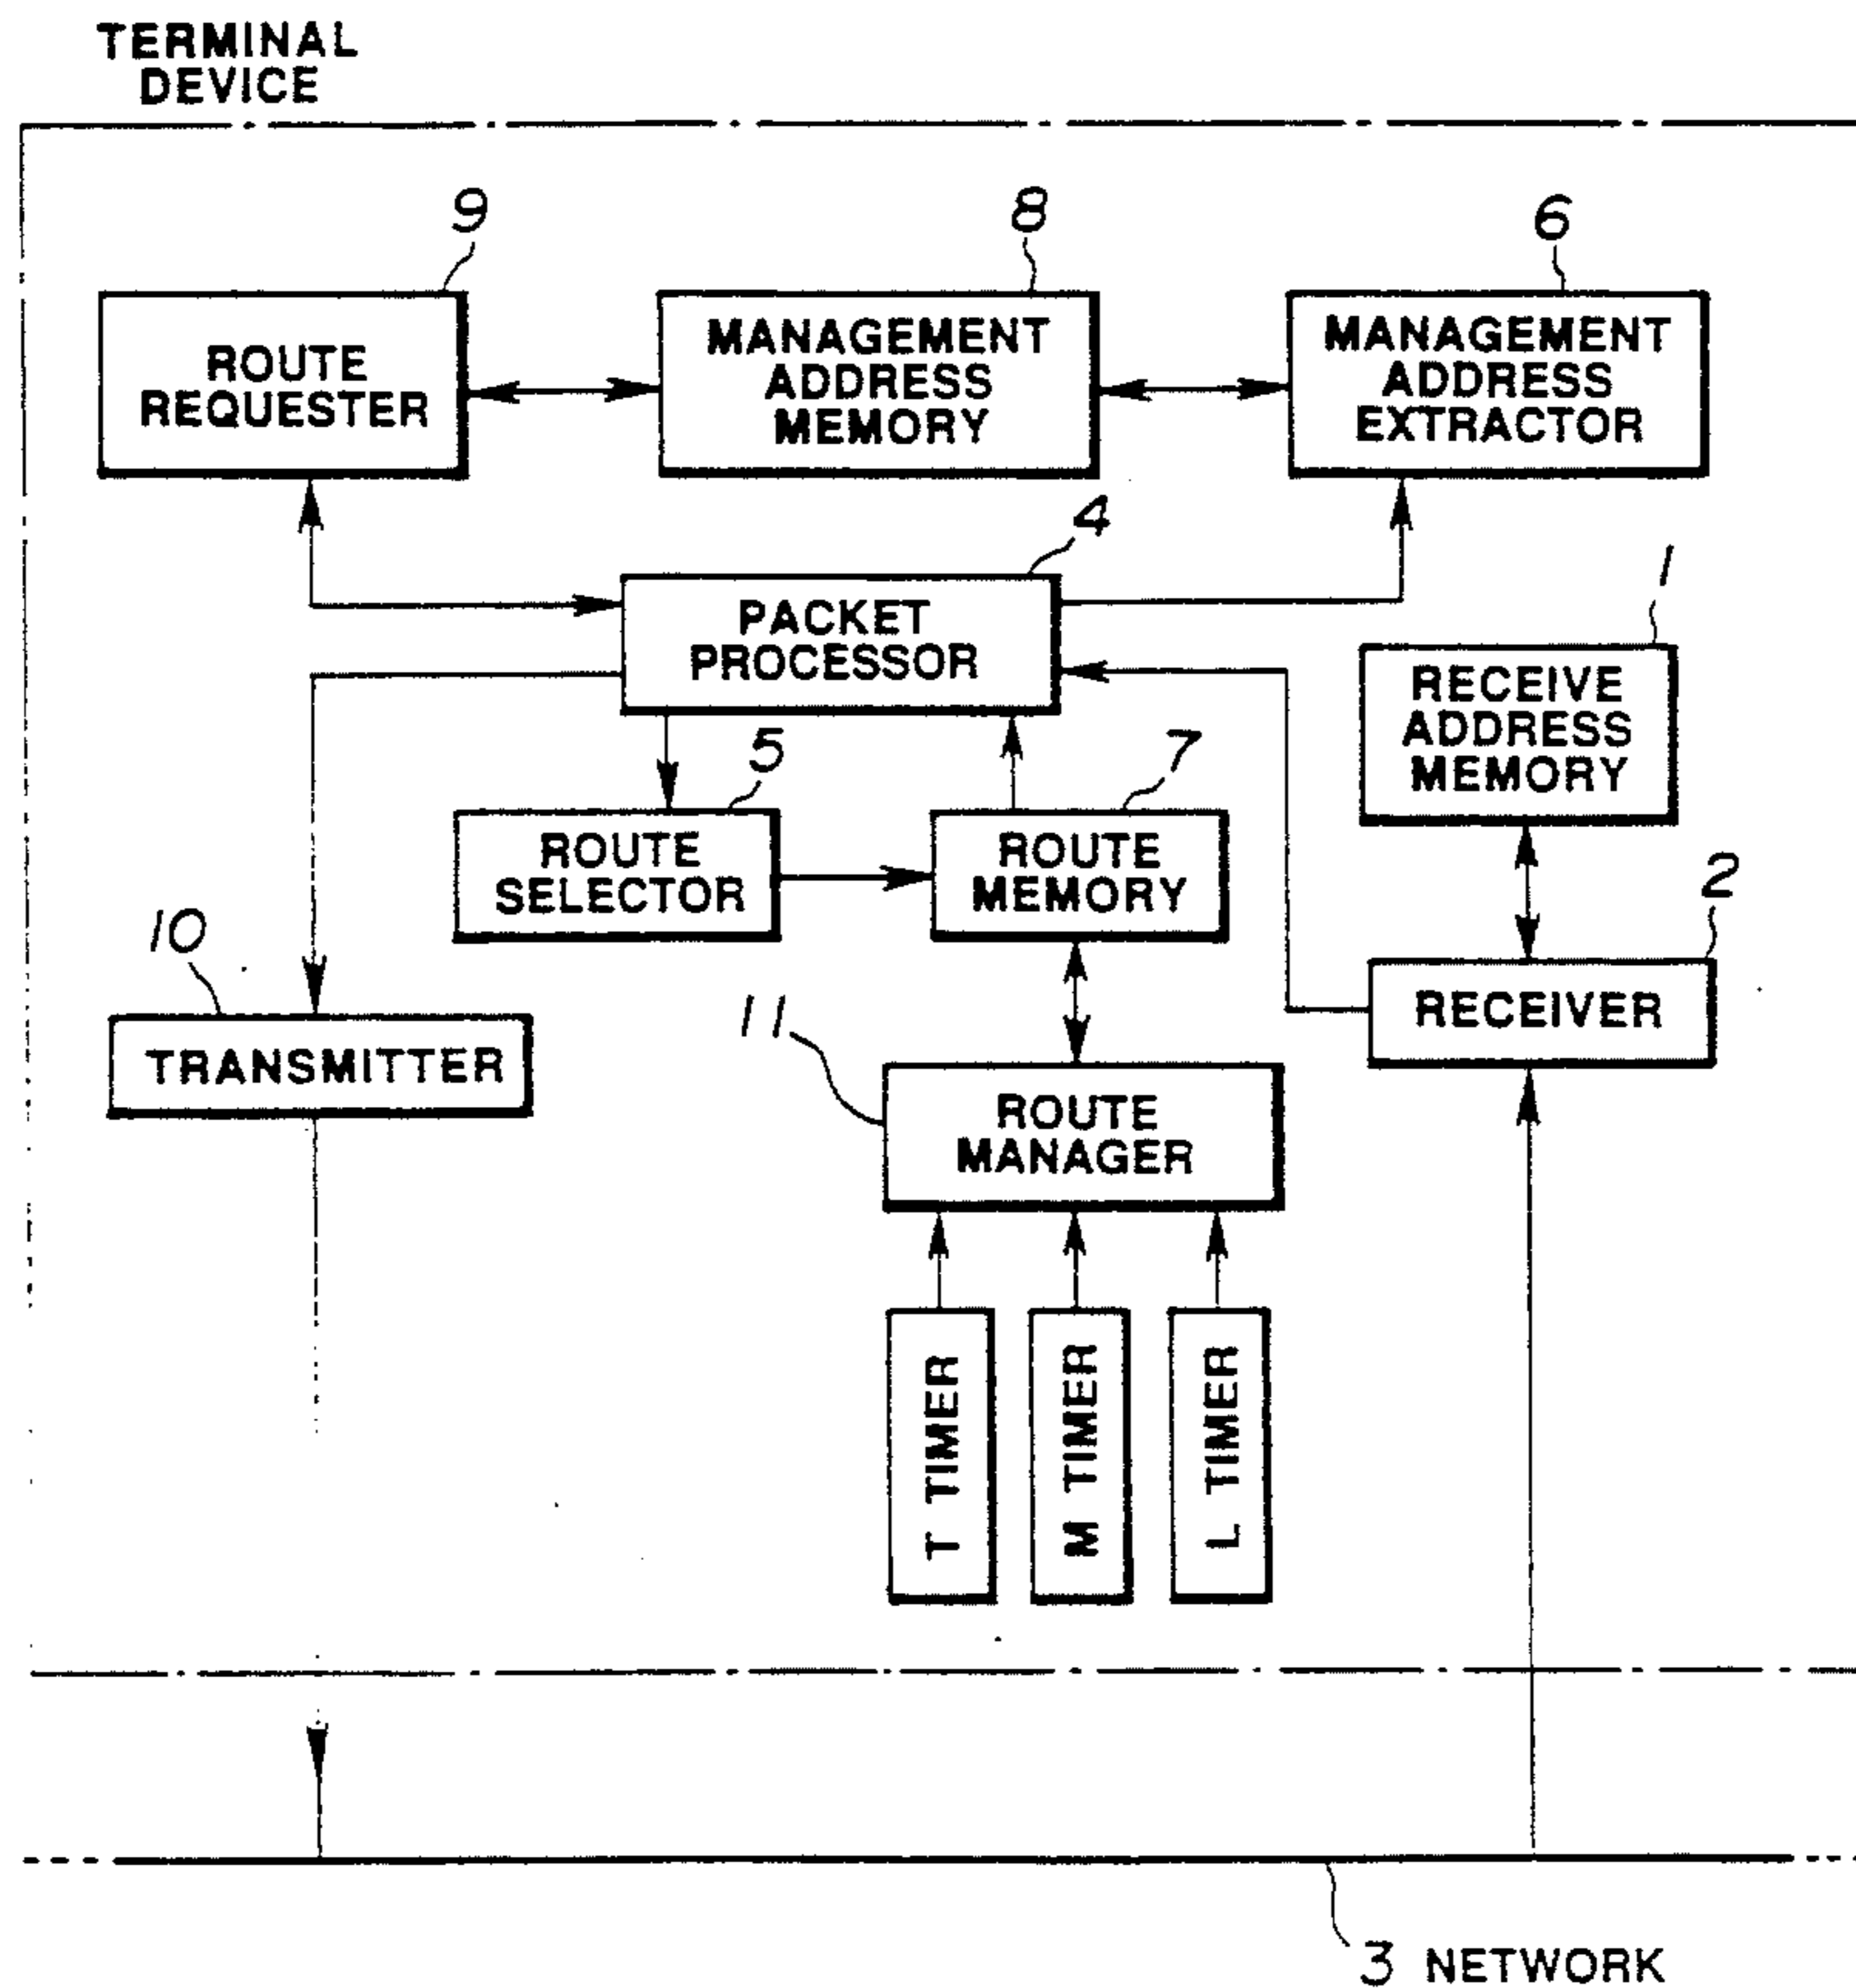 TERMINAL
DEVICE
9
8
6
ROUTE
REQUESTER
MANAGEMENT
ADDRESS
MEMORY
MANAGEMENT
ADDRESS
EXTRACTOR
4
1
PACKET
PROCESSOR
RECEIVE
ADDRESS
MEMORY
5
7
ROUTE
SELECTOR
ROUTE
MEMORY
2
10
RECEIVER
TRANSMITTER
11
ROUTE
MANAGER
T TIMER
M TIMER
L TIMER
3 NETWORK